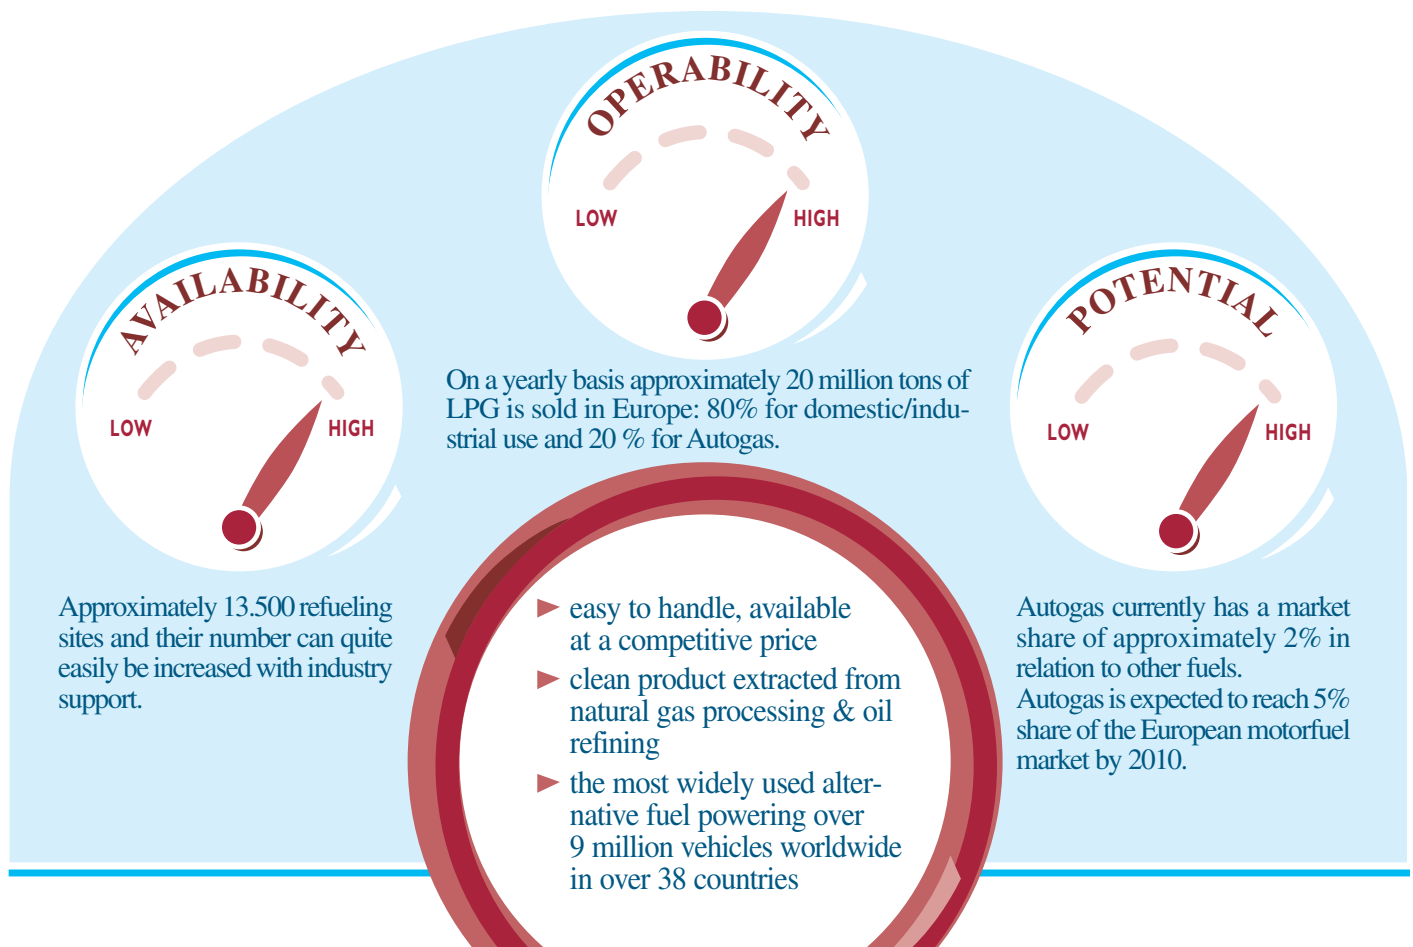 OPERABILITY
LOW
HIGH
AVAILABILITY
LOW
HIGH
POTENTIAL
LOW
HIGH
On a yearly basis approximately 20 million tons of
LPG is sold in Europe: 80% for domestic/indu-
strial use and 20 % for Autogas.
Approximately 13.500 refueling
sites and their number can quite
easily be increased with industry
support.
easy to handle, available
at a competitive price
clean product extracted from
natural gas processing & oil
refining
the most widely used alter-
native fuel powering over
9 million vehicles worldwide
in over 38 countries
Autogas currently has a market
share of approximately 2% in
relation to other fuels.
Autogas is expected to reach 5%
share of the European motorfuel
market by 2010.